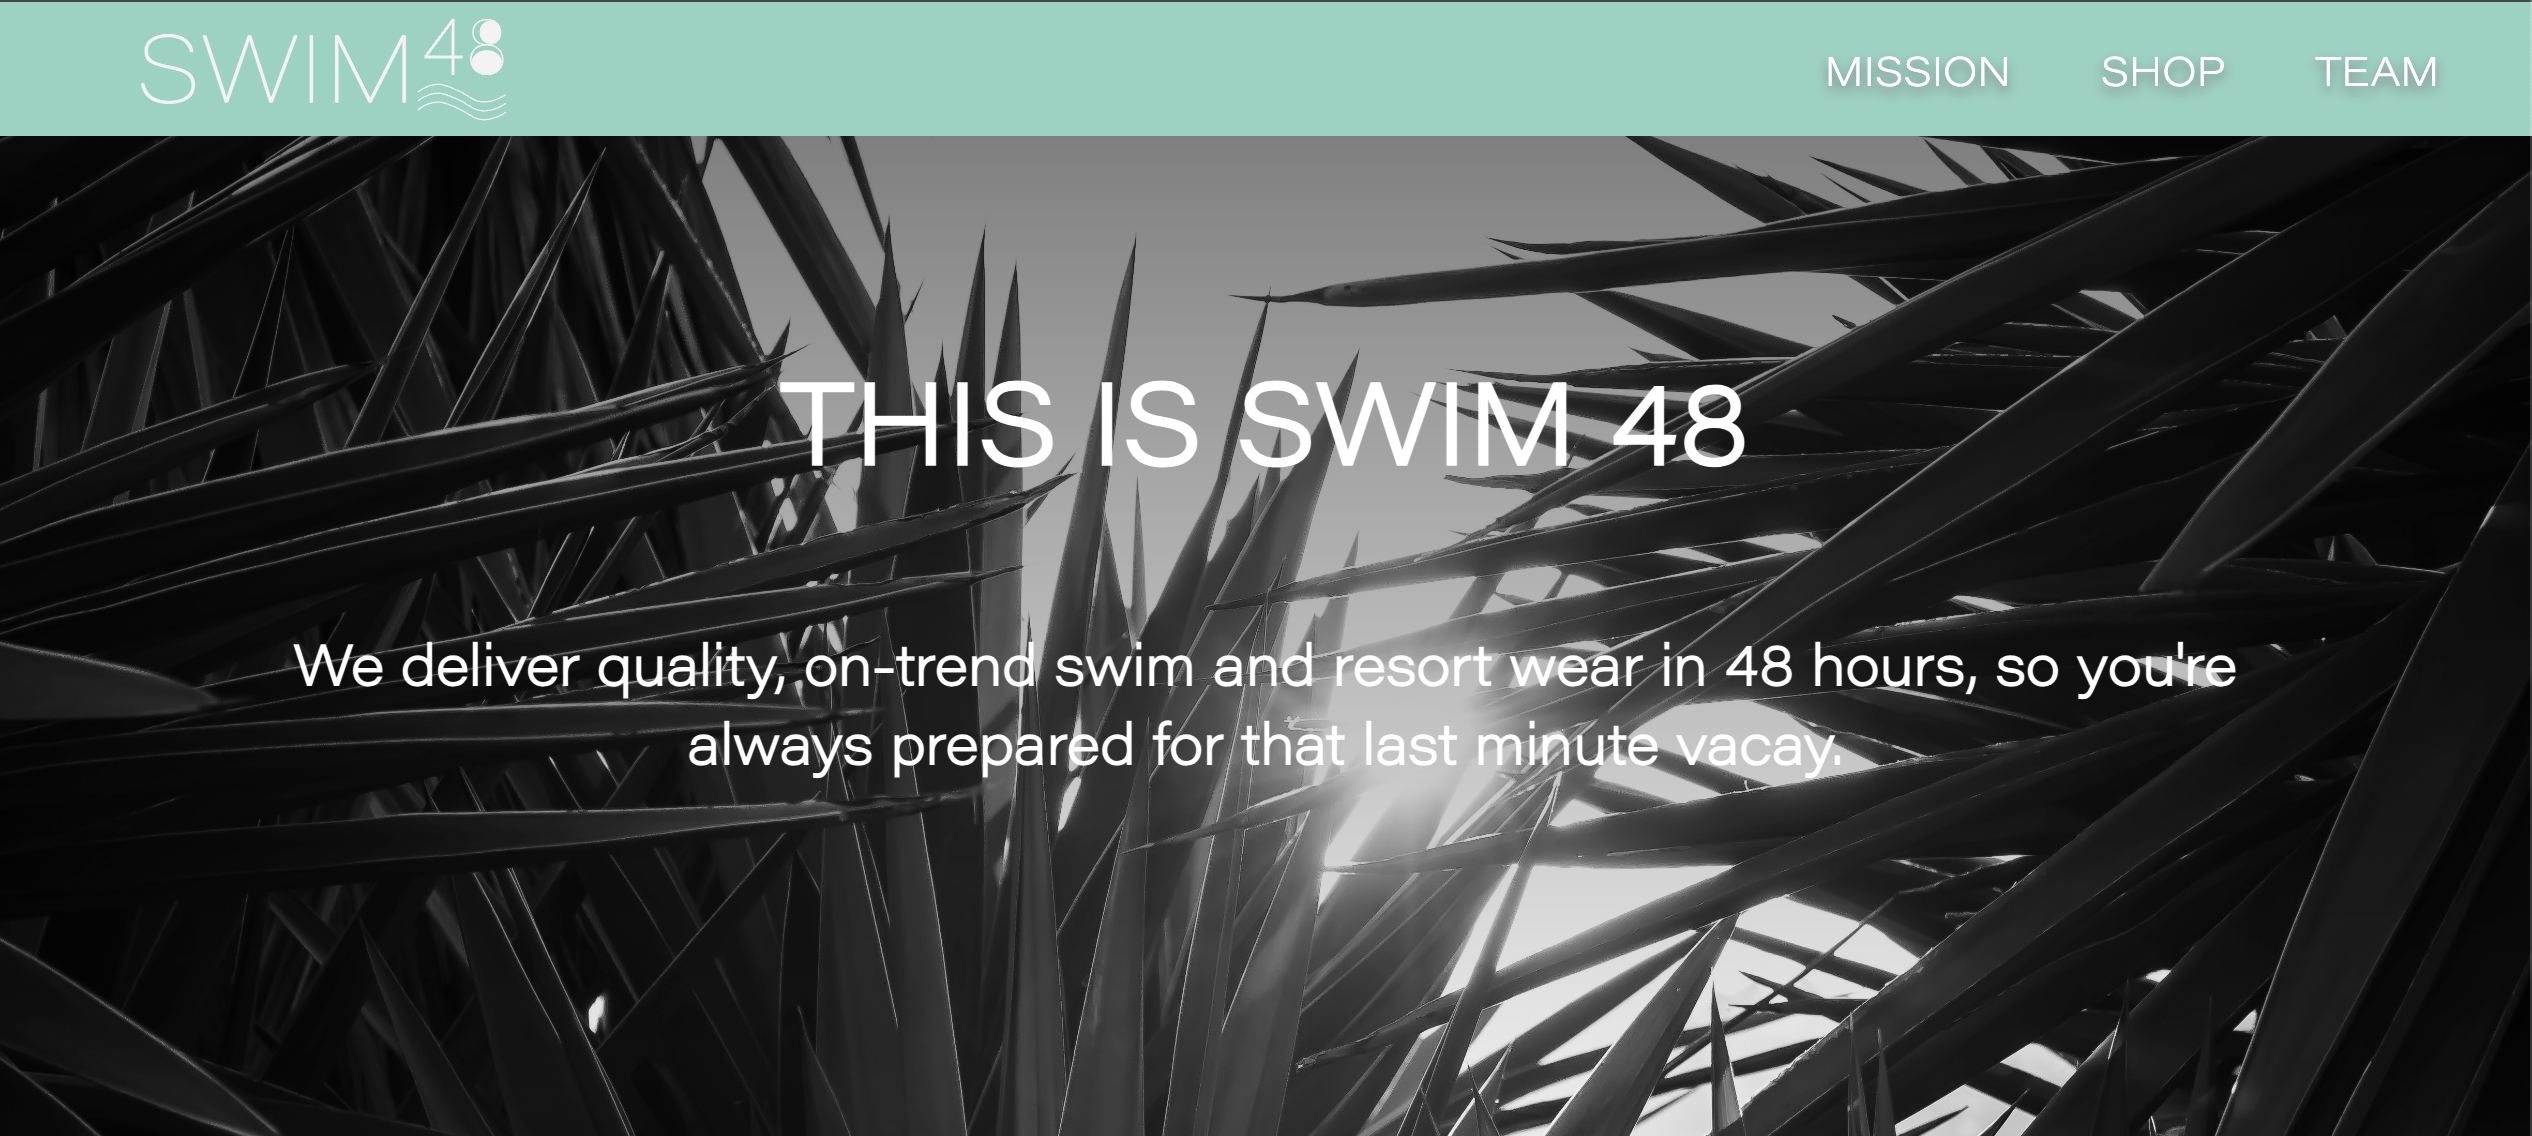 SWIM48
MISSION
SHOP
TEAM
THIS IS SWIM 48
We deliver quality, on-trend swim and resort wear in 48 hours, so you're
always prepared for that last minute vacay.